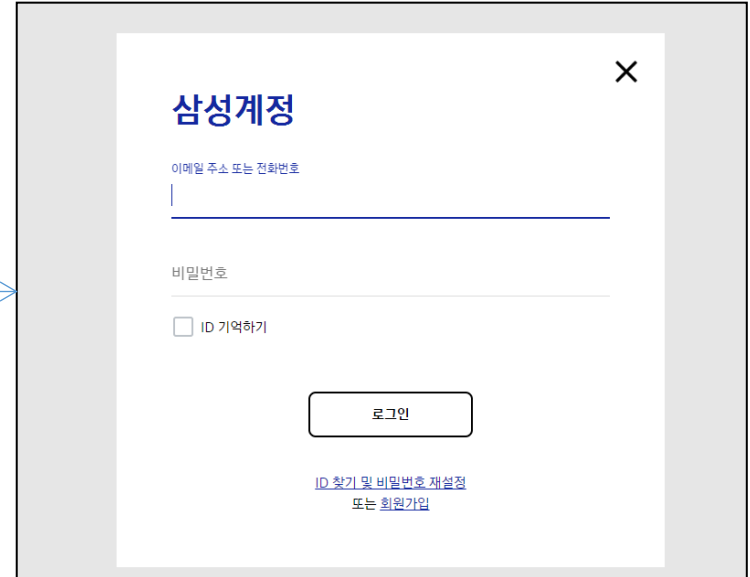 삼성계정
이메일 주소 또는 전화번호
비밀번호
ID 기억하기
로그인
ID 찾기 및 비밀번호 재설정
또는 회원가입